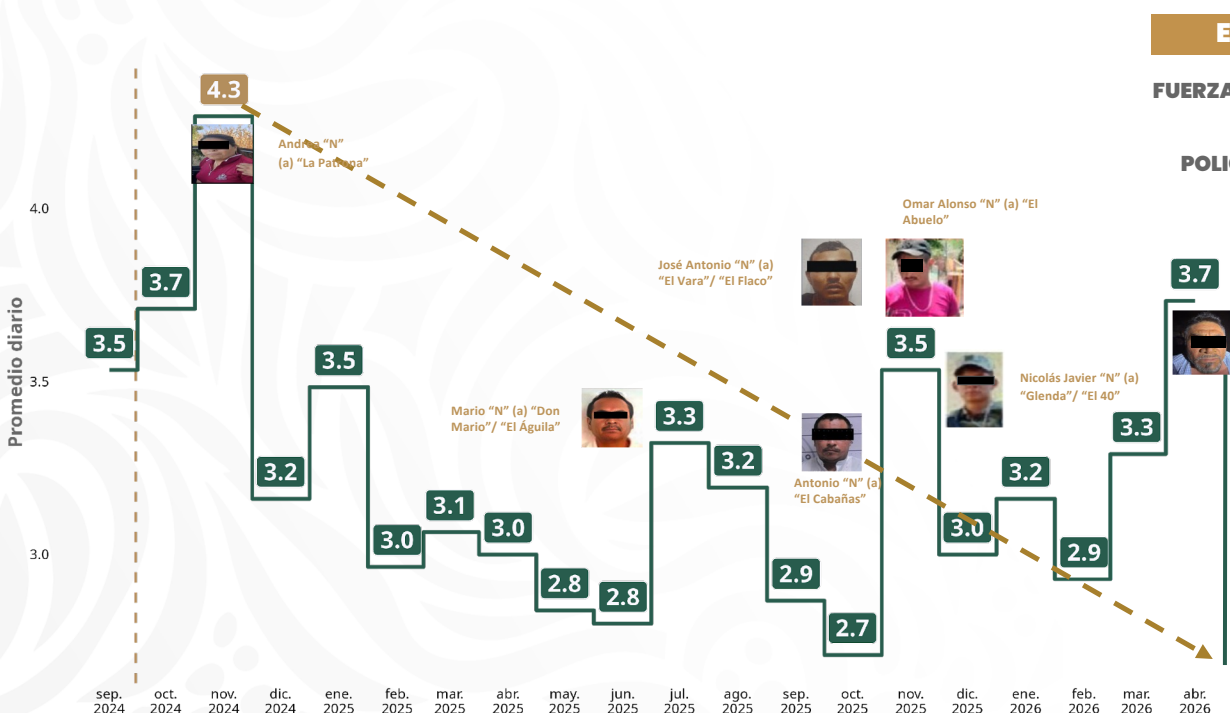 E
FUERZA
POLI
Promedio diario
4.0
3.5
3.0
3.5
3.7
4.3
3.2
3.5
3.0
3.1
3.0
2.8
2.8
3.3
3.2
2.9
2.7
3.5
3.0
3.2
2.9
3.3
3.7
Andrea “N”
(a) “La Patrona”
Mario “N” (a) “Don
Mario”/ “El Águila”
José Antonio “N” (a)
“El Vara”/ “El Flaco”
Antonio “N” (a)
“El Cabañas”
Omar Alonso “N” (a) “El
Abuelo”
Nicolás Javier “N” (a)
“Glenda”/ “El 40”
sep. oct. nov. dic. ene. feb. mar. abr. may. jun. jul. ago. sep. oct. nov. dic. ene. feb. mar. abr.
2024 2024 2024 2024 2025 2025 2025 2025 2025 2025 2025 2025 2025 2025 2025 2025 2026 2026 2026 2026